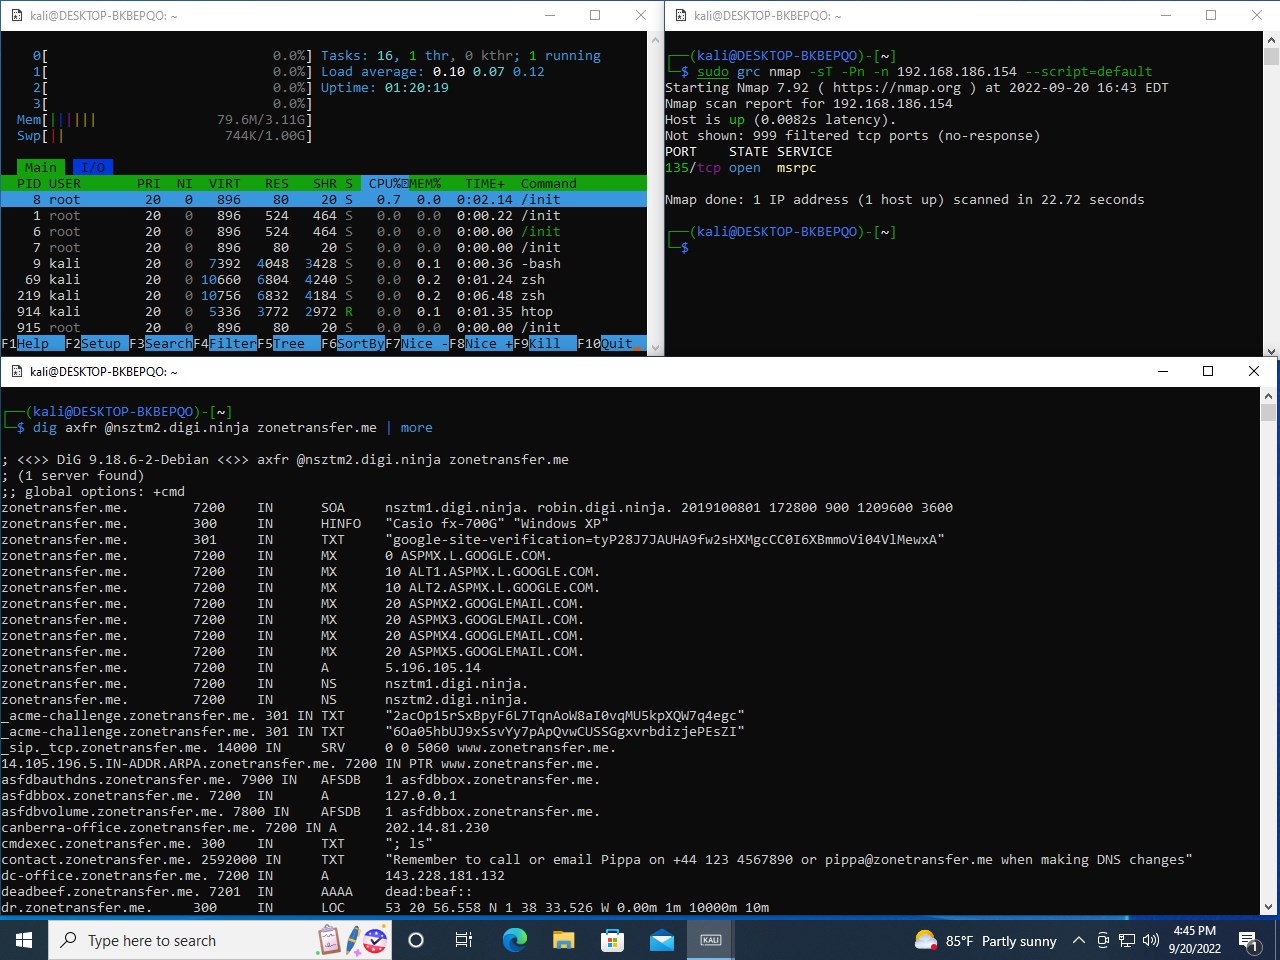 kali@DESKTOP-BKBEPQO: ~
0[ 0.0%] Tasks: 16, 1 thr, 0 kthr; 1 running
1[ 0.0%] Load average: 0.10 0.07 0.12
2[ 0.0%] Uptime: 01:20:19
3[ 0.0%]
Mem[||||||| 79.6M/3.11G]
Swp[|| 744K/1.00G]
Main I/O
PID USER PRI NI VIRT RES SHR S CPU% MEM% TIME+ Command
8 root 20 0 896 80 20 S 0.7 0.0 0:02.14 /init
1 root 20 0 896 524 464 S 0.0 0.0 0:00.22 /init
6 root 20 0 896 524 464 S 0.0 0.0 0:00.00 /init
7 root 20 0 896 80 20 S 0.0 0.0 0:00.00 /init
9 kali 20 0 7392 4048 3428 S 0.0 0.1 0:00.36 -bash
69 kali 20 0 10660 6804 4240 S 0.0 0.2 0:01.24 zsh
219 kali 20 0 10756 6832 4184 S 0.0 0.2 0:06.48 zsh
914 kali 20 0 5336 3772 2972 R 0.0 0.1 0:01.35 htop
915 root 20 0 896 80 20 S 0.0 0.0 0:00.00 /init
F1Help F2Setup F3SearchF4FilterF5Tree F6SortByF7Nice -F8Nice +F9Kill F10Quit
kali@DESKTOP-BKBEPQO: ~
┌──(kali@DESKTOP-BKBEPQO)-[~]
└─$ sudo grc nmap -sT -Pn -n 192.168.186.154 --script=default
Starting Nmap 7.92 ( https://nmap.org ) at 2022-09-20 16:43 EDT
Nmap scan report for 192.168.186.154
Host is up (0.0082s latency).
Not shown: 999 filtered tcp ports (no-response)
PORT STATE SERVICE
135/tcp open msrpc
Nmap done: 1 IP address (1 host up) scanned in 22.72 seconds
┌──(kali@DESKTOP-BKBEPQO)-[~]
└─$
kali@DESKTOP-BKBEPQO: ~
┌──(kali@DESKTOP-BKBEPQO)-[~]
└─$ dig axfr @nsztm2.digi.ninja zonetransfer.me | more
; <<>> DiG 9.18.6-2-Debian <<>> axfr @nsztm2.digi.ninja zonetransfer.me
; (1 server found)
;; global options: +cmd
zonetransfer.me. 7200 IN SOA nsztm1.digi.ninja. robin.digi.ninja. 2019100801 172800 900 1209600 3600
zonetransfer.me. 300 IN HINFO "Casio fx-700G" "Windows XP"
zonetransfer.me. 301 IN TXT "google-site-verification=tyP28J7JAUHA9fw2sHXMgcCC0I6XBmmoVi04VlMewxA"
zonetransfer.me. 7200 IN MX 0 ASPMX.L.GOOGLE.COM.
zonetransfer.me. 7200 IN MX 10 ALT1.ASPMX.L.GOOGLE.COM.
zonetransfer.me. 7200 IN MX 10 ALT2.ASPMX.L.GOOGLE.COM.
zonetransfer.me. 7200 IN MX 20 ASPMX2.GOOGLEMAIL.COM.
zonetransfer.me. 7200 IN MX 20 ASPMX3.GOOGLEMAIL.COM.
zonetransfer.me. 7200 IN MX 20 ASPMX4.GOOGLEMAIL.COM.
zonetransfer.me. 7200 IN MX 20 ASPMX5.GOOGLEMAIL.COM.
zonetransfer.me. 7200 IN A 5.196.105.14
zonetransfer.me. 7200 IN NS nsztm1.digi.ninja.
zonetransfer.me. 7200 IN NS nsztm2.digi.ninja.
_acme-challenge.zonetransfer.me. 301 IN TXT "2acOp15rSxBpyF6L7TqnAoW8aI0vqMU5kpXQW7q4egc"
_acme-challenge.zonetransfer.me. 301 IN TXT "6Oa05hbUJ9xSsvYy7pApQvwCUSSGgxvrbdizjePEsZI"
_sip._tcp.zonetransfer.me. 14000 IN SRV 0 0 5060 www.zonetransfer.me.
14.105.196.5.IN-ADDR.ARPA.zonetransfer.me. 7200 IN PTR www.zonetransfer.me.
asfdbauthdns.zonetransfer.me. 7900 IN AFSDB 1 asfdbbox.zonetransfer.me.
asfdbbox.zonetransfer.me. 7200 IN A 127.0.0.1
asfdbvolume.zonetransfer.me. 7800 IN AFSDB 1 asfdbbox.zonetransfer.me.
canberra-office.zonetransfer.me. 7200 IN A 202.14.81.230
cmdexec.zonetransfer.me. 300 IN TXT "; ls"
contact.zonetransfer.me. 2592000 IN TXT "Remember to call or email Pippa on +44 123 4567890 or pippa@zonetransfer.me when making DNS changes"
dc-office.zonetransfer.me. 7200 IN A 143.228.181.132
deadbeef.zonetransfer.me. 7201 IN AAAA dead:beaf::
dr.zonetransfer.me. 300 IN LOC 53 20 56.558 N 1 38 33.526 W 0.00m 1m 10000m 10m
Type here to search
KALI
85°F Partly sunny
4:45 PM
9/20/2022
1